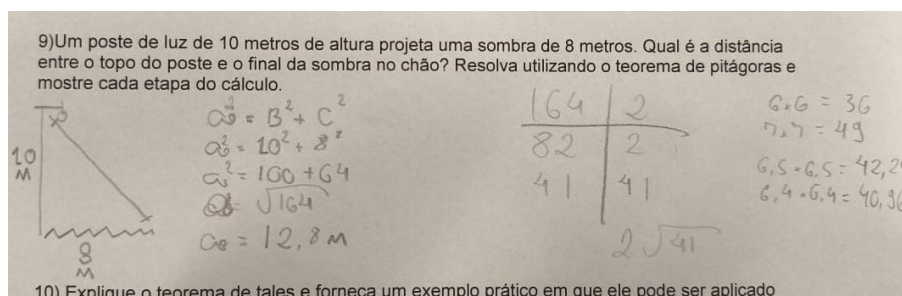 9)Um poste de luz de 10 metros de altura projeta uma sombra de 8 metros. Qual é a distância
entre o topo do poste e o final da sombra no chão? Resolva utilizando o teorema de pitágoras e
mostre cada etapa do cálculo.
10
M
8
M
a² = B² + C²
a² = 10² + 8²
a² = 100 + 64
a = √164
a = 12,8 M
164 | 2
82 | 2
41 | 41
2√41
6×6 = 36
7×7 = 49
6,5 × 6,5 = 42,2
6,4 × 6,4 = 40,96
10) Explique o teorema de tales e forneça um exemplo prático em que ele pode ser aplicado